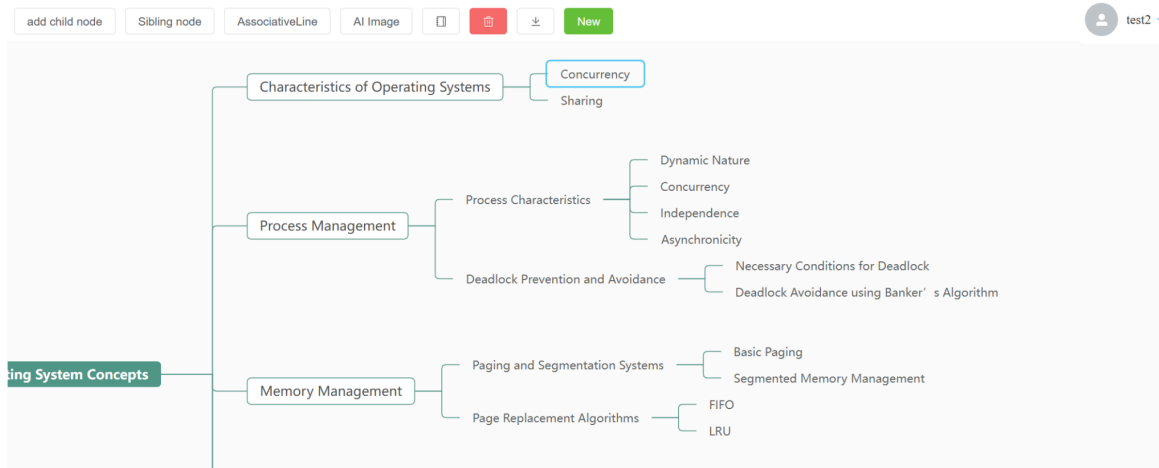 add child node
Sibling node
AssociativeLine
AI Image
New
test2
Characteristics of Operating Systems
Concurrency
Sharing
Process Management
Process Characteristics
Dynamic Nature
Concurrency
Independence
Asynchronicity
Deadlock Prevention and Avoidance
Necessary Conditions for Deadlock
Deadlock Avoidance using Banker’s Algorithm
System Concepts
Memory Management
Paging and Segmentation Systems
Basic Paging
Segmented Memory Management
Page Replacement Algorithms
FIFO
LRU